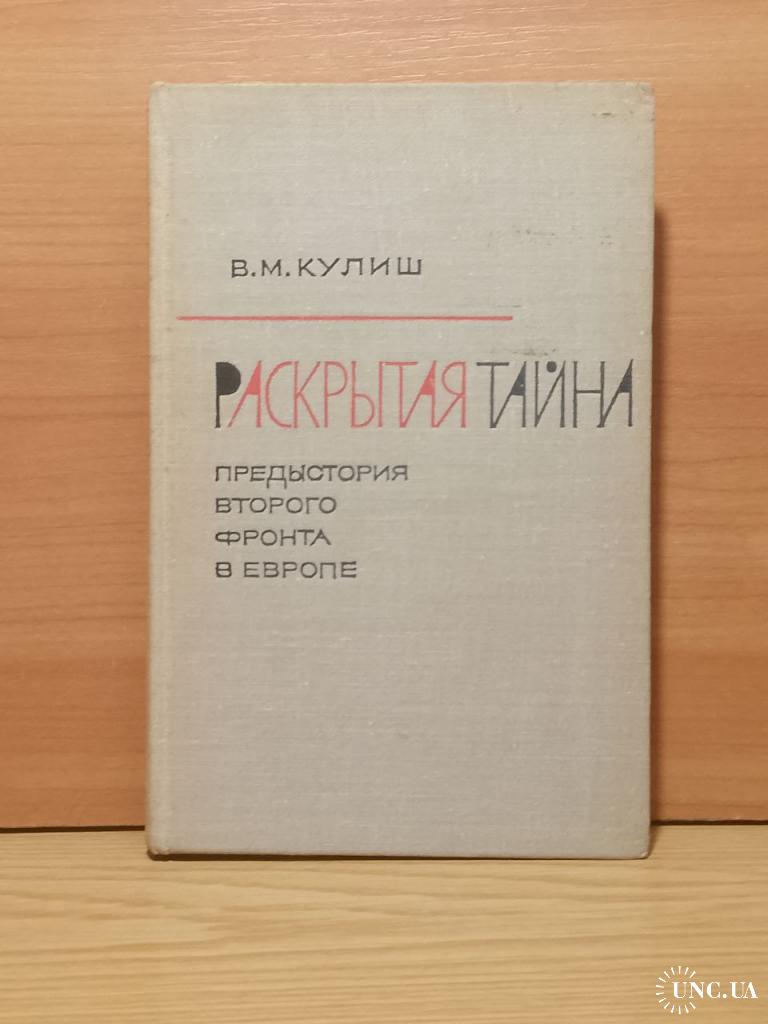 В.М.КУЛИШ
РАСКРЫТАЯ ТАЙНА
ПРЕДЫСТОРИЯ
ВТОРОГО
ФРОНТА
В ЕВРОПЕ
UNC.UA